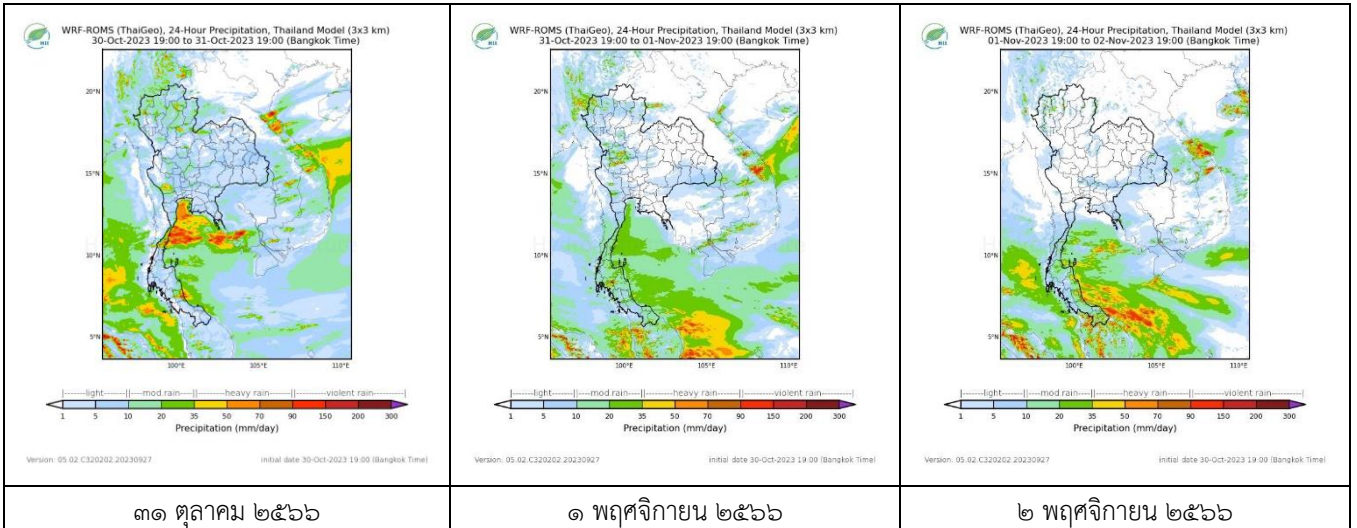 WRF-ROMS (ThaiGeo), 24-Hour Precipitation, Thailand Model (3x3 km)
30-Oct-2023 19:00 to 31-Oct-2023 19:00 (Bangkok Time)
HII
20°N
15°N
10°N
5°N
100°E 105°E 110°E
light mod rain heavy rain violent rain
1 5 10 20 35 50 70 90 150 200 300
Precipitation (mm/day)
Version: 05.02.C320202.20230927 initial date 30-Oct-2023 19:00 (Bangkok Time)
๓๑ ตุลาคม ๒๕๖๖
WRF-ROMS (ThaiGeo), 24-Hour Precipitation, Thailand Model (3x3 km)
31-Oct-2023 19:00 to 01-Nov-2023 19:00 (Bangkok Time)
HII
20°N
15°N
10°N
5°N
100°E 105°E 110°E
light mod rain heavy rain violent rain
1 5 10 20 35 50 70 90 150 200 300
Precipitation (mm/day)
Version: 05.02.C320202.20230927 initial date 30-Oct-2023 19:00 (Bangkok Time)
๑ พฤศจิกายน ๒๕๖๖
WRF-ROMS (ThaiGeo), 24-Hour Precipitation, Thailand Model (3x3 km)
01-Nov-2023 19:00 to 02-Nov-2023 19:00 (Bangkok Time)
HII
20°N
15°N
10°N
5°N
100°E 105°E 110°E
light mod rain heavy rain violent rain
1 5 10 20 35 50 70 90 150 200 300
Precipitation (mm/day)
Version: 05.02.C320202.20230927 initial date 30-Oct-2023 19:00 (Bangkok Time)
๒ พฤศจิกายน ๒๕๖๖